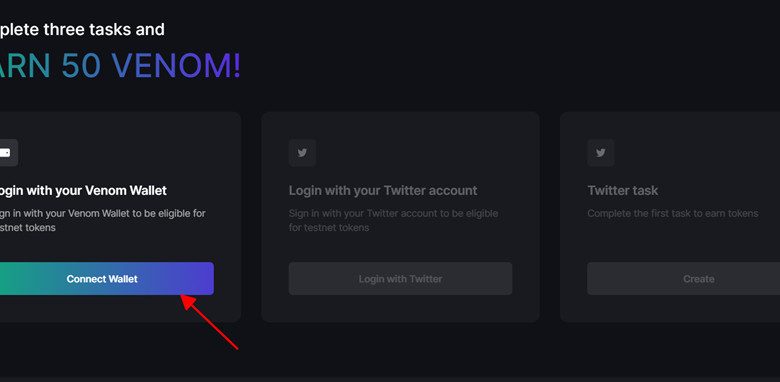 plete three tasks and
ARN 50 VENOM!
ogin with your Venom Wallet
gn in with your Venom Wallet to be eligible for
stnet tokens
Connect Wallet
Login with your Twitter account
Sign in with your Twitter account to be eligible
for testnet tokens
Login with Twitter
Twitter task
Complete the first task to earn tokens
Create